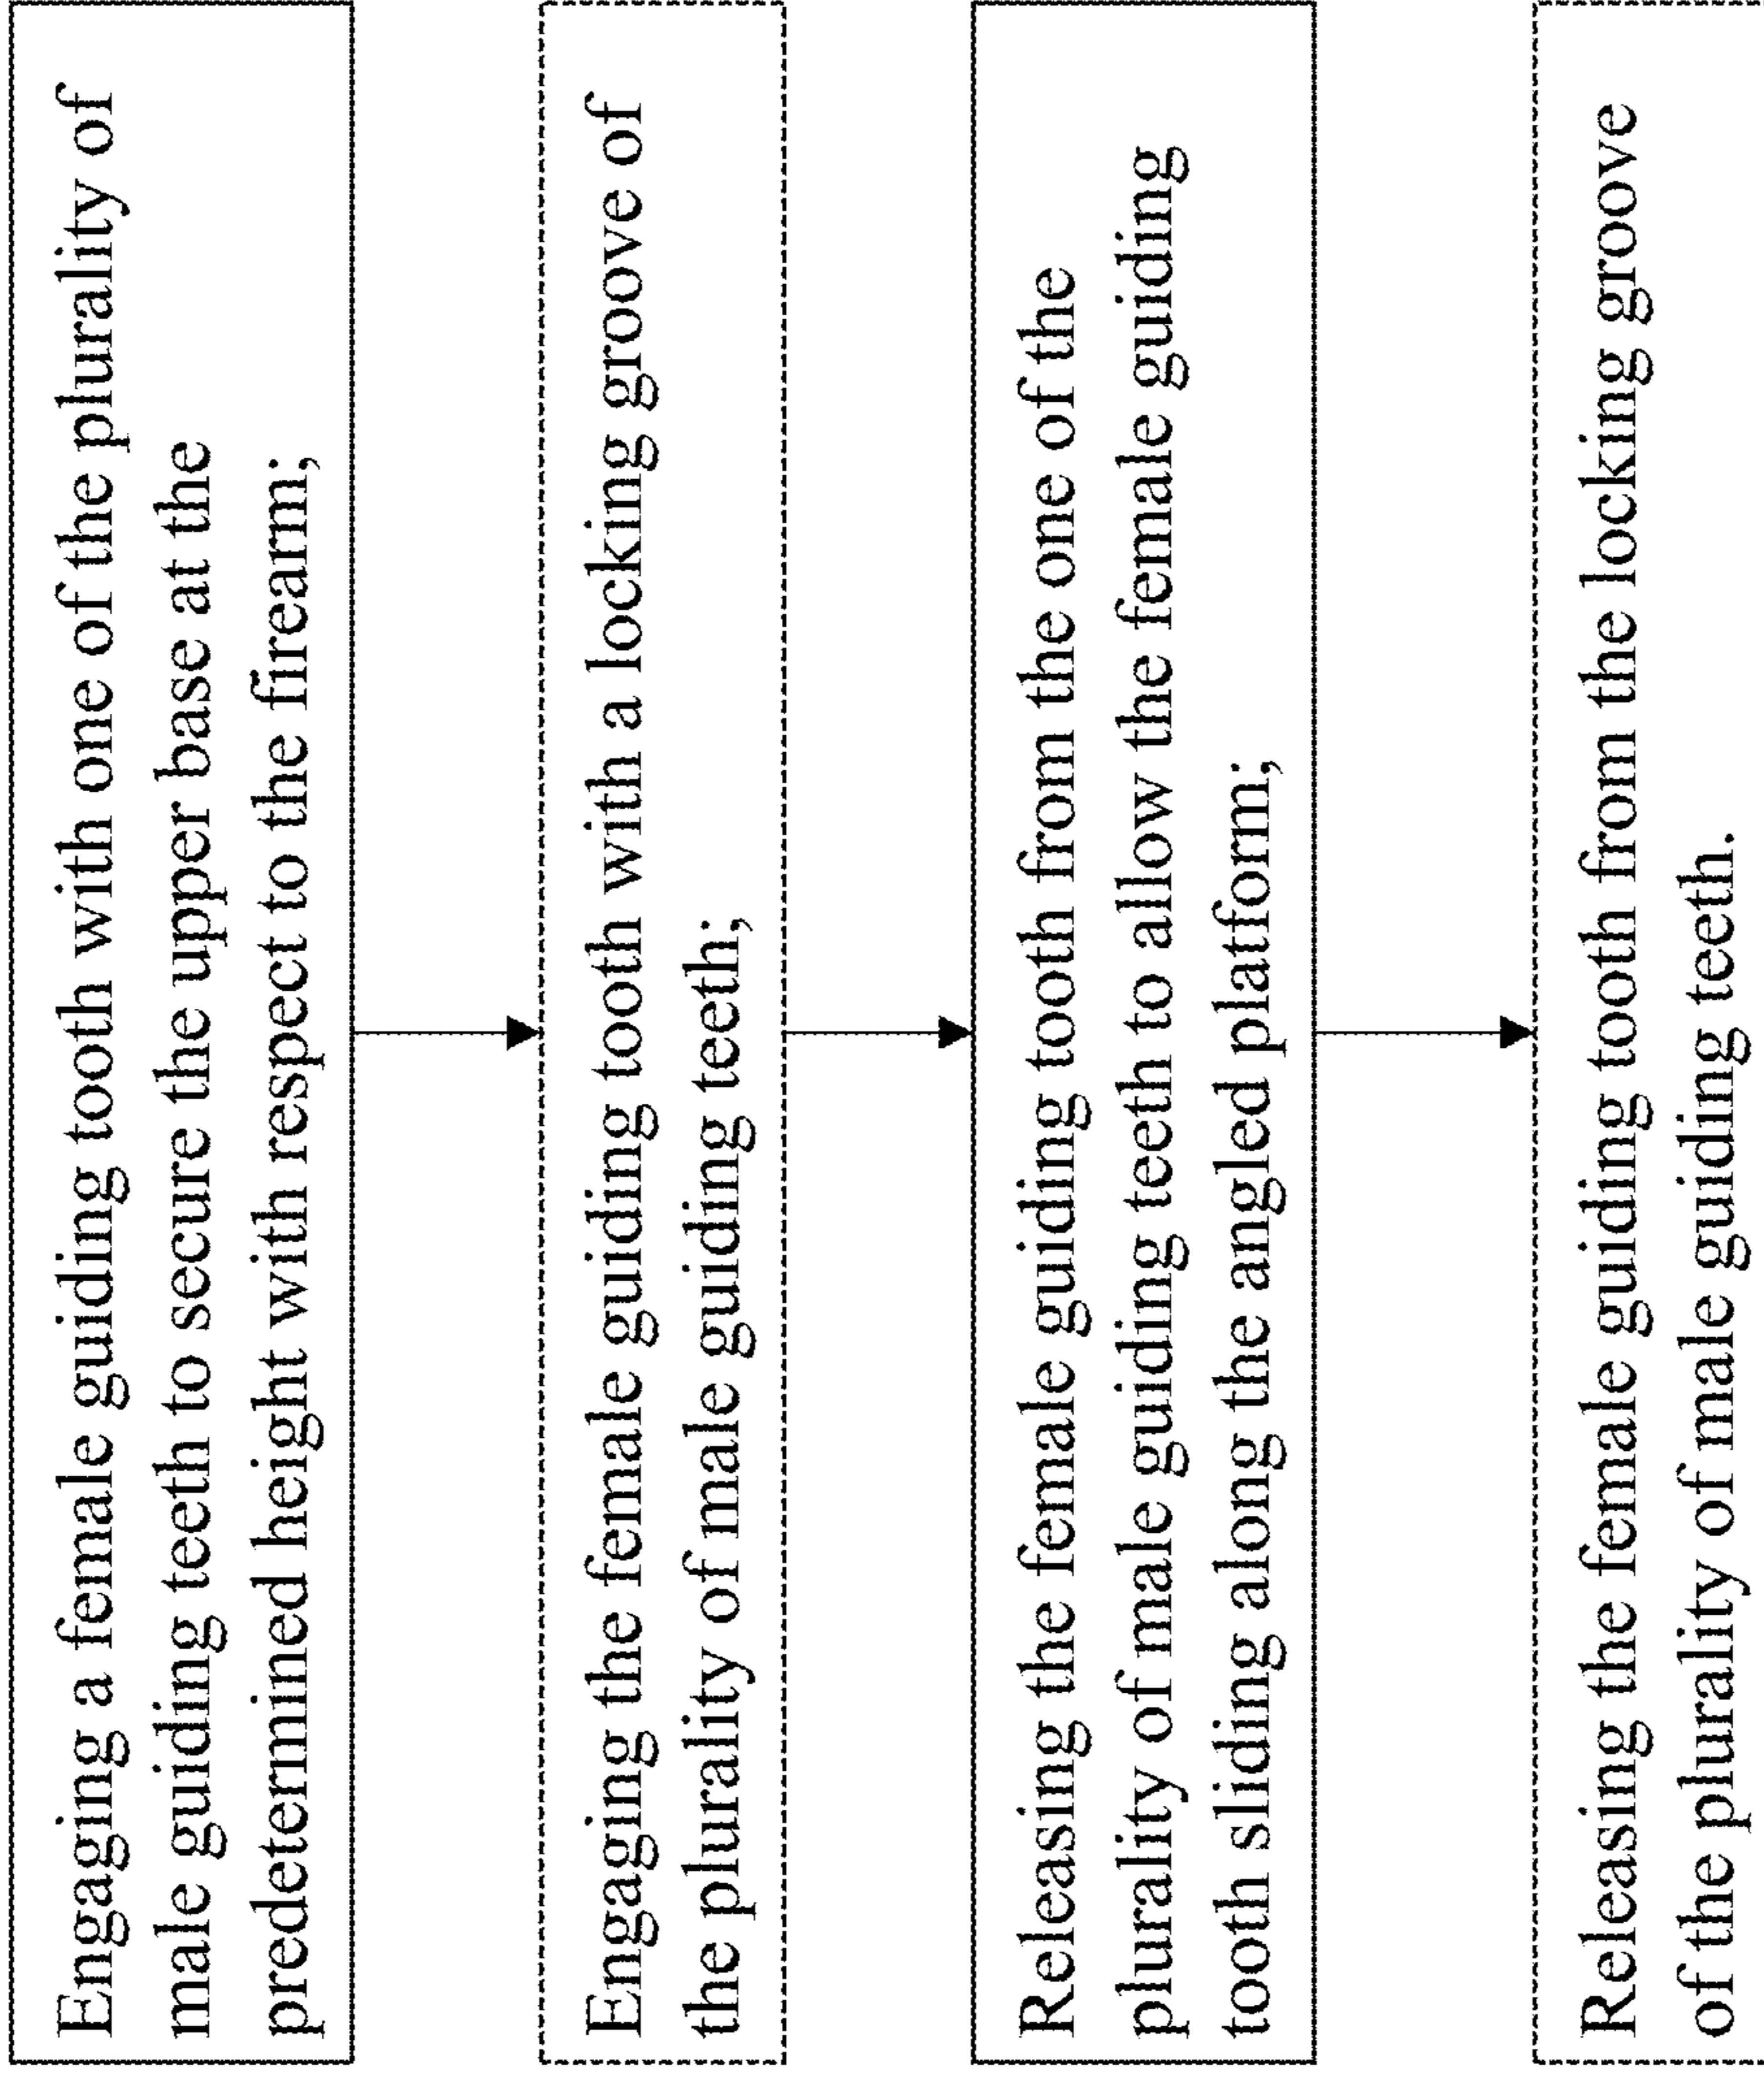 Engaging a female guiding tooth with one of the plurality of
male guiding teeth to secure the upper base at the
predetermined height with respect to the firearm;
Engaging the female guiding tooth with a locking groove of
the plurality of male guiding teeth;
Releasing the female guiding tooth from the one of the
plurality of male guiding teeth to allow the female guiding
tooth sliding along the angled platform;
Releasing the female guiding tooth from the locking groove
of the plurality of male guiding teeth.